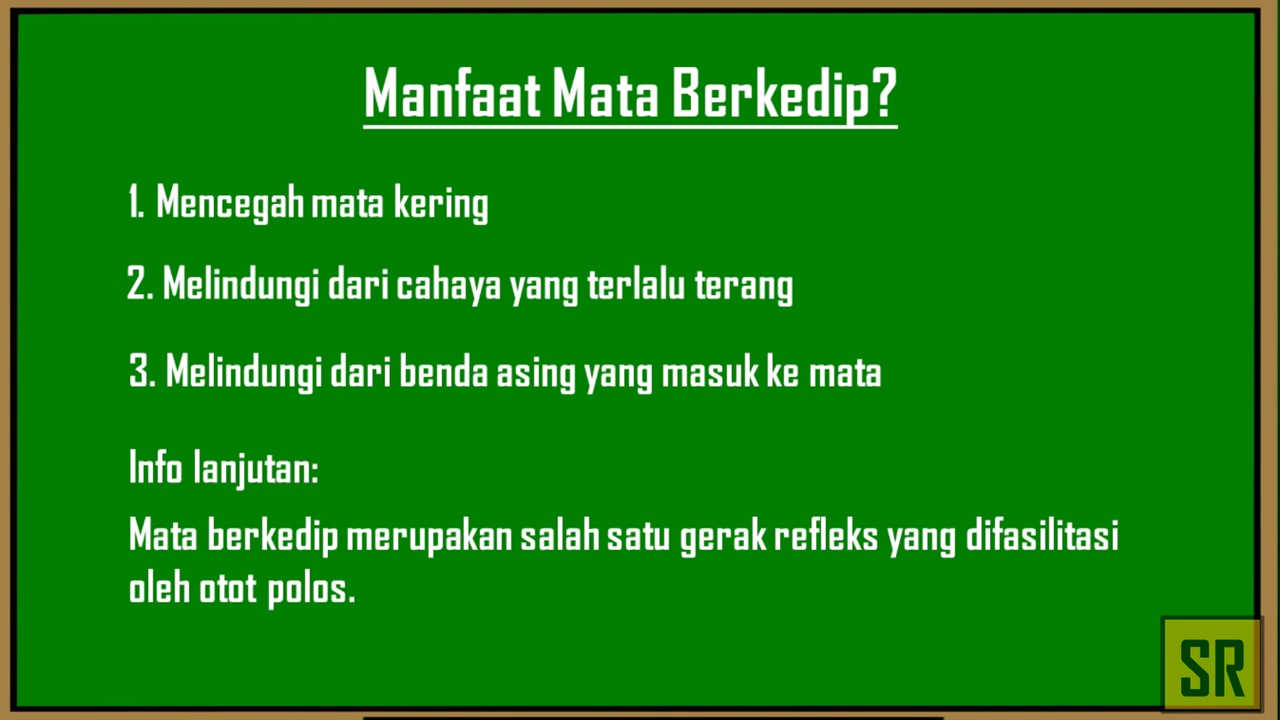 Manfaat Mata Berkedip?
1. Mencegah mata kering
2. Melindungi dari cahaya yang terlalu terang
3. Melindungi dari benda asing yang masuk ke mata
Info lanjutan:
Mata berkedip merupakan salah satu gerak refleks yang difasilitasi
oleh otot polos.
SR